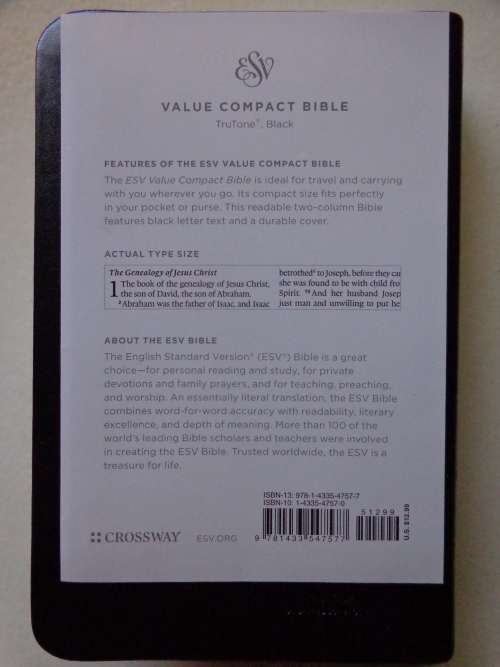 ESV
VALUE COMPACT BIBLE
TruTone®, Black
FEATURES OF THE ESV VALUE COMPACT BIBLE
The ESV Value Compact Bible is ideal for travel and carrying
with you wherever you go. Its compact size fits perfectly
in your pocket or purse. This readable two-column Bible
features black letter text and a durable cover.
ACTUAL TYPE SIZE
The Genealogy of Jesus Christ
1 The book of the genealogy of Jesus Christ,
the son of David, the son of Abraham.
²Abraham was the father of Isaac, and Isaac
betrothed to Joseph, before they
she was found to be with child
Spirit. ¹⁹And her husband
just man and unwilling to put
ABOUT THE ESV BIBLE
The English Standard Version® (ESV®) Bible is a great
choice—for personal reading and study, for private
devotions and family prayers, and for teaching, preaching,
and worship. An essentially literal translation, the ESV Bible
combines word-for-word accuracy with readability, literary
excellence, and depth of meaning. More than 100 of the
world's leading Bible scholars and teachers were involved
in creating the ESV Bible. Trusted worldwide, the ESV is a
treasure for life.
ISBN-13: 978-1-4335-4757-7
ISBN-10: 1-4335-4757-0
51299
9 781433 547577
U.S. $12.99
CROSSWAY
ESV.ORG